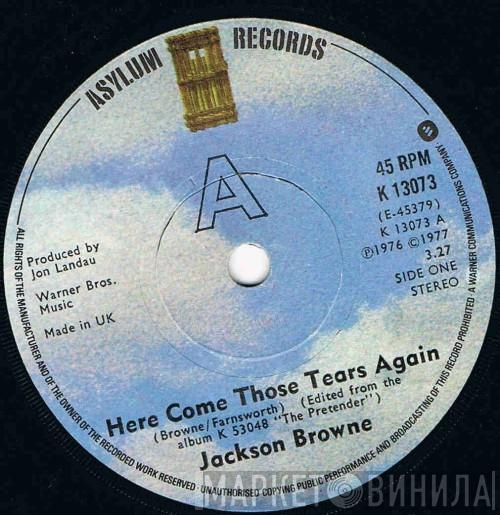 ASYLUM RECORDS
A
45 RPM
K 13073
(E-45379)
K 13073 A
℗1976 ©1977
3.27
SIDE ONE
STEREO
Produced by
Jon Landau
Warner Bros.
Music
Made in UK
Here Come Those Tears Again
(Browne/Farnsworth) (Edited from the
album K 53048 "The Pretender")
Jackson Browne
ALL RIGHTS OF THE MANUFACTURER AND OF THE OWNER OF THE RECORDED WORK RESERVED · UNAUTHORISED COPYING PUBLIC PERFORMANCE AND BROADCASTING OF THIS RECORD PROHIBITED · A WARNER COMMUNICATIONS COMPANY
МАРКЕТ ВИНИЛА